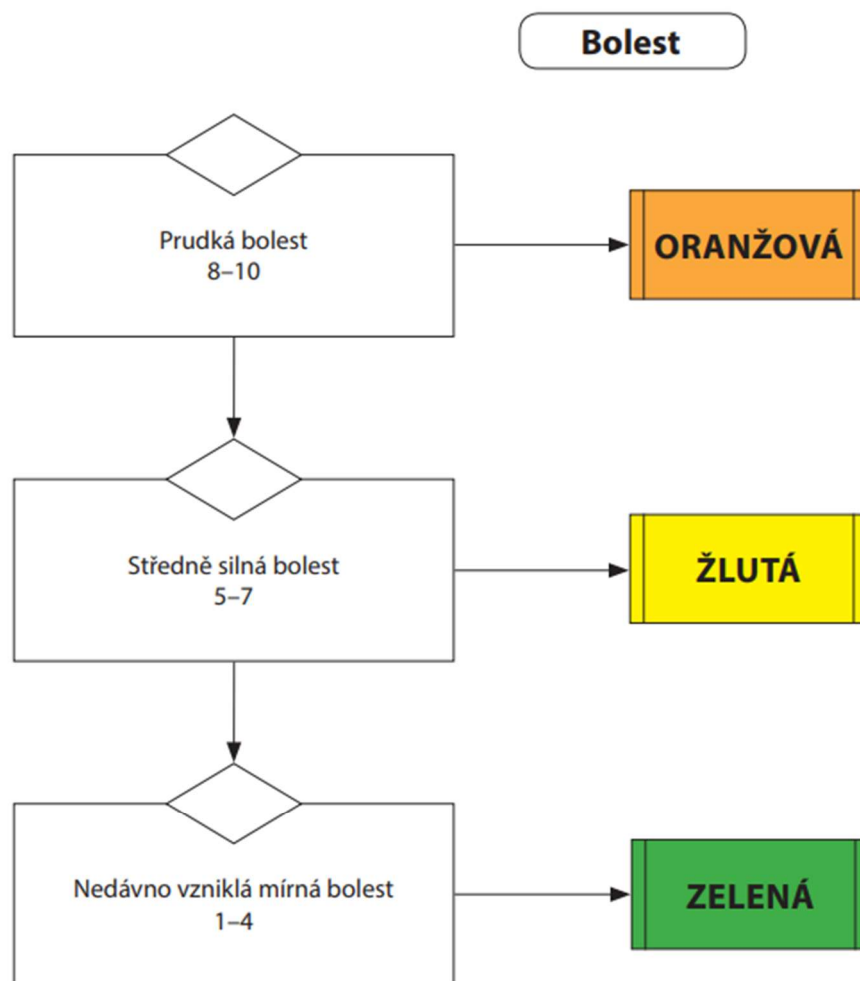 Bolest
Prudká bolest
8–10
ORANŽOVÁ
Středně silná bolest
5–7
ŽLUTÁ
Nedávno vzniklá mírná bolest
1–4
ZELENÁ